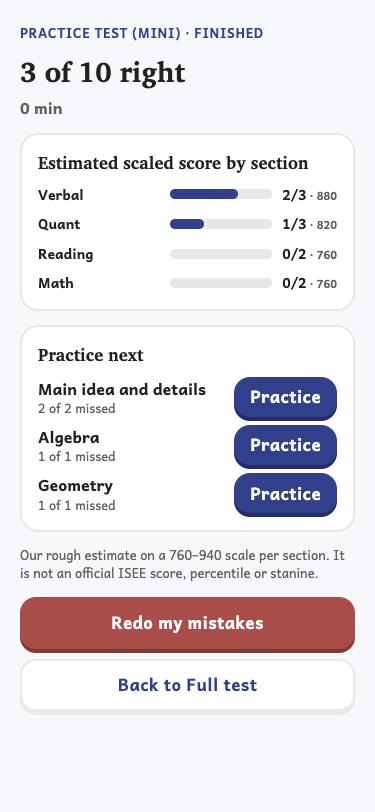 PRACTICE TEST (MINI) · FINISHED
3 of 10 right
0 min
Estimated scaled score by section
Verbal 2/3 · 880
Quant 1/3 · 820
Reading 0/2 · 760
Math 0/2 · 760
Practice next
Main idea and details
2 of 2 missed
Practice
Algebra
1 of 1 missed
Practice
Geometry
1 of 1 missed
Practice
Our rough estimate on a 760–940 scale per section. It
is not an official ISEE score, percentile or stanine.
Redo my mistakes
Back to Full test